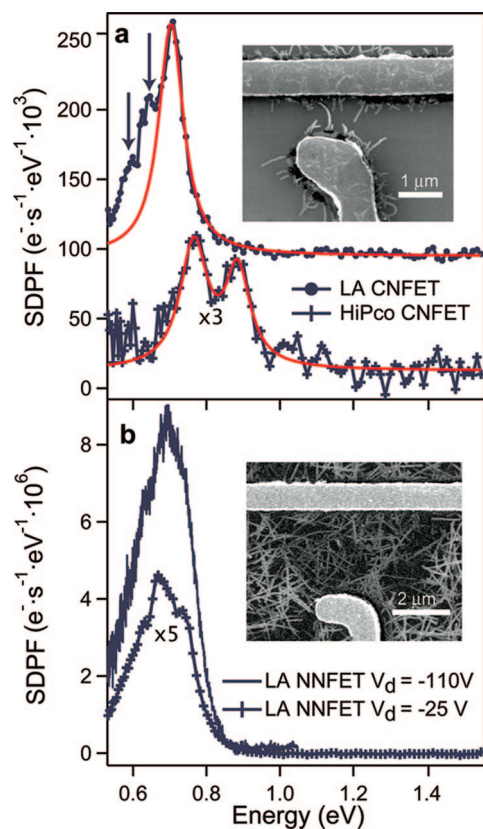 a
250
200
150
100
50
0
SDPF (e⁻·s⁻¹·eV⁻¹·10³)
1 μm
LA CNFET
HiPco CNFET
x3
b
8
6
4
2
0
SDPF (e⁻·s⁻¹·eV⁻¹·10⁶)
2 μm
x5
LA NNFET V_d = -110V
LA NNFET V_d = -25 V
0.6 0.8 1.0 1.2 1.4
Energy (eV)